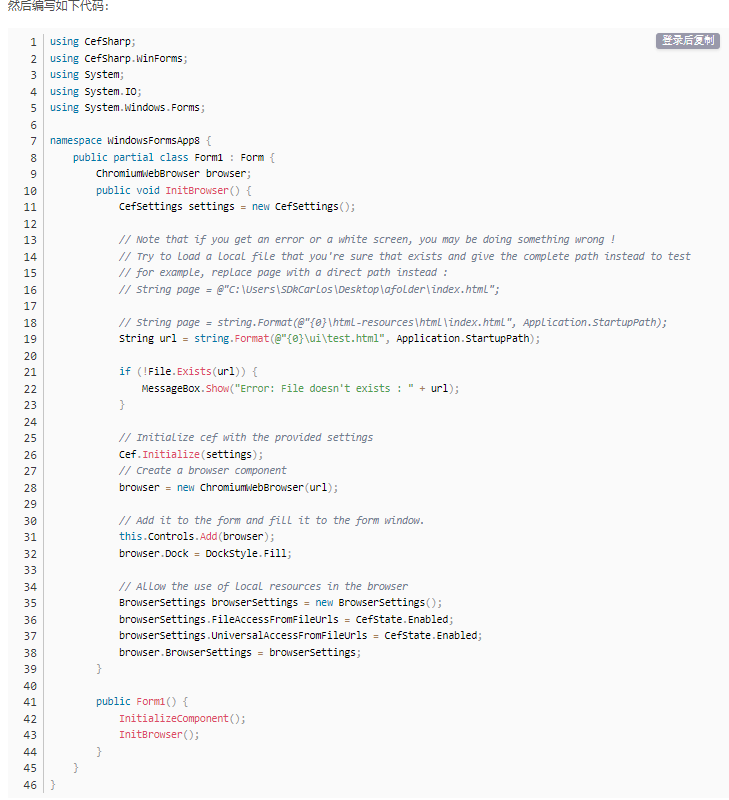 然后编写如下代码:
登录后复制
1 using CefSharp;
2 using CefSharp.WinForms;
3 using System;
4 using System.IO;
5 using System.Windows.Forms;
6
7 namespace WindowsFormsApp8 {
8     public partial class Form1 : Form {
9         ChromiumWebBrowser browser;
10         public void InitBrowser() {
11             CefSettings settings = new CefSettings();
12
13             // Note that if you get an error or a white screen, you may be doing something wrong !
14             // Try to load a local file that you're sure that exists and give the complete path instead to test
15             // for example, replace page with a direct path instead :
16             // String page = @"C:\Users\SDkCarlos\Desktop\afolder\index.html";
17
18             // String page = string.Format(@"{0}\html-resources\html\index.html", Application.StartupPath);
19             String url = string.Format(@"{0}\ui\test.html", Application.StartupPath);
20
21             if (!File.Exists(url)) {
22                 MessageBox.Show("Error: File doesn't exists : " + url);
23             }
24
25             // Initialize cef with the provided settings
26             Cef.Initialize(settings);
27             // Create a browser component
28             browser = new ChromiumWebBrowser(url);
29
30             // Add it to the form and fill it to the form window.
31             this.Controls.Add(browser);
32             browser.Dock = DockStyle.Fill;
33
34             // Allow the use of local resources in the browser
35             BrowserSettings browserSettings = new BrowserSettings();
36             browserSettings.FileAccessFromFileUrls = CefState.Enabled;
37             browserSettings.UniversalAccessFromFileUrls = CefState.Enabled;
38             browser.BrowserSettings = browserSettings;
39         }
40
41         public Form1() {
42             InitializeComponent();
43             InitBrowser();
44         }
45     }
46 }